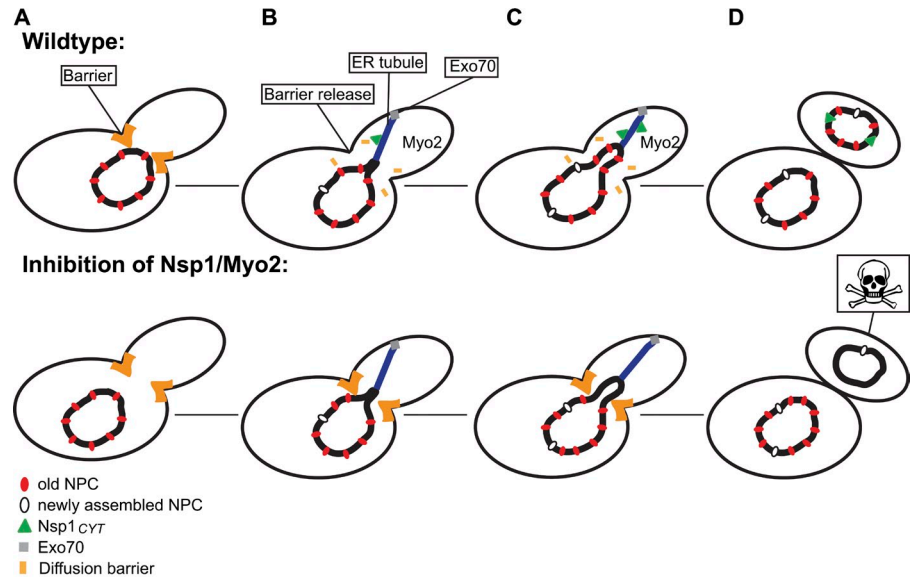 A
B
C
D
Wildtype:
Barrier
Barrier release
ER tubule
Exo70
Myo2
Myo2
Inhibition of Nsp1/Myo2:
old NPC
newly assembled NPC
Nsp1CYT
Exo70
Diffusion barrier